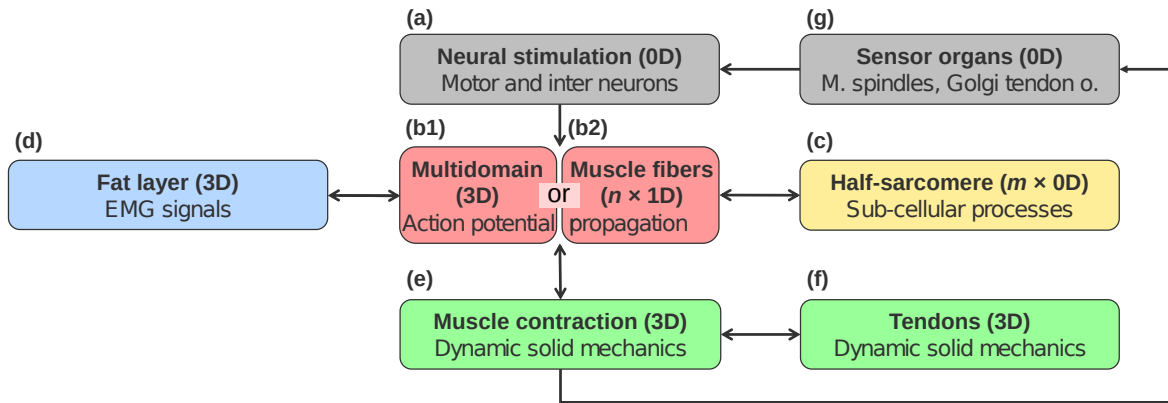 (a)
Neural stimulation (0D)
Motor and inter neurons
(g)
Sensor organs (0D)
M. spindles, Golgi tendon o.
(d)
Fat layer (3D)
EMG signals
(b1)
Multidomain
(3D)
Action potential
or
(b2)
Muscle fibers
(n × 1D)
propagation
(c)
Half-sarcomere (m × 0D)
Sub-cellular processes
(e)
Muscle contraction (3D)
Dynamic solid mechanics
(f)
Tendons (3D)
Dynamic solid mechanics